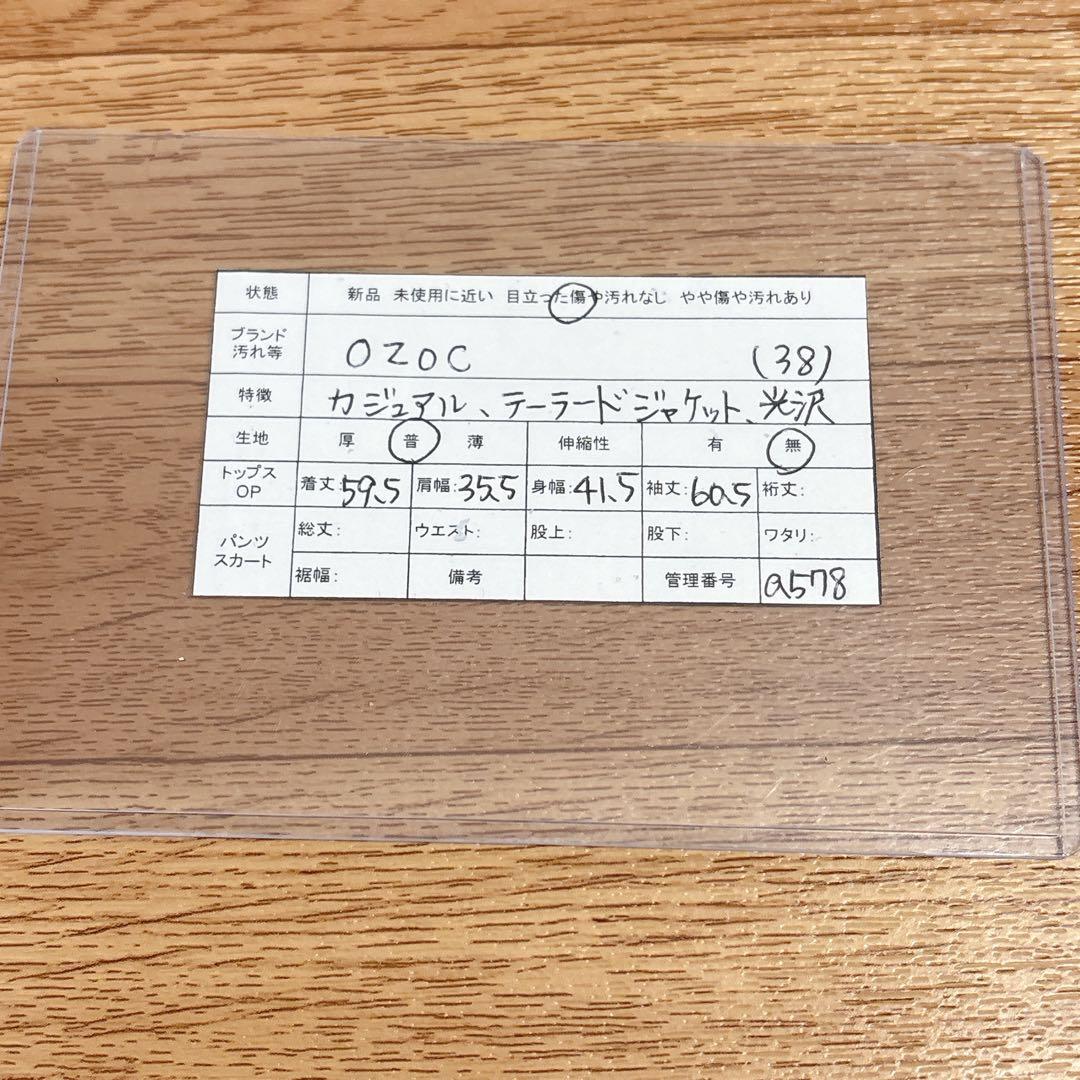 状態 新品 未使用に近い 目立った傷や汚れなし やや傷や汚れあり
ブランド
汚れ等 OZOC (38)
特徴 カジュアル、テーラードジャケット、光沢
生地 厚 普 薄 伸縮性 有 無
トップス
OP 着丈:59.5 肩幅:35.5 身幅:41.5 袖丈:60.5 裄丈:
パンツ
スカート 総丈: ウエスト: 股上: 股下: ワタリ:
裾幅: 備考 管理番号 a578